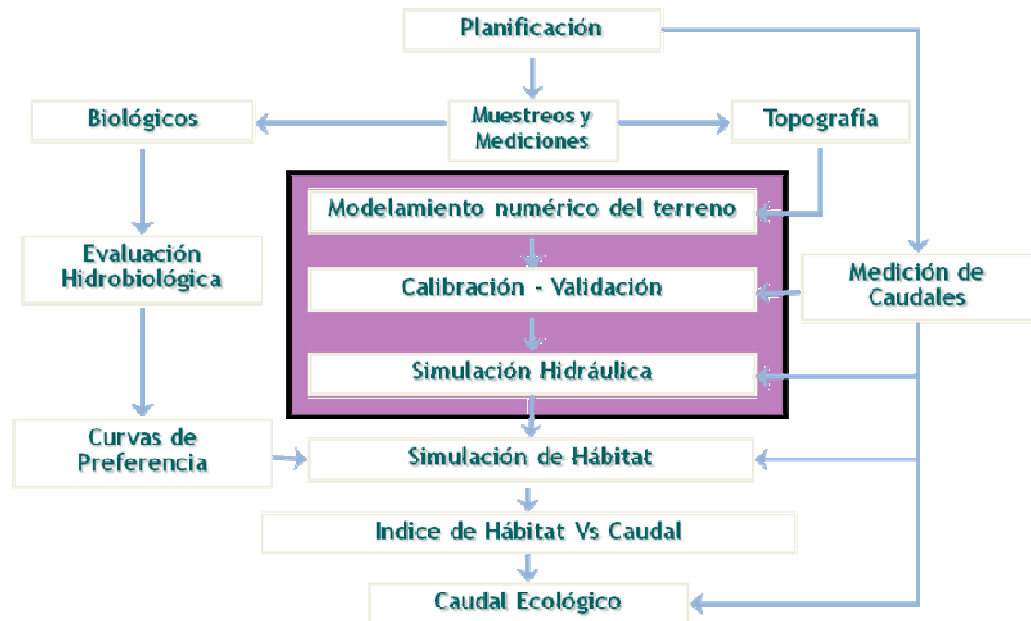 Planificación
Biológicos
Muestreos y
Mediciones
Topografía
Modelamiento numérico del terreno
Evaluación
Hidrobiológica
Calibración - Validación
Medición de
Caudales
Simulación Hidráulica
Curvas de
Preferencia
Simulación de Hábitat
Indice de Hábitat Vs Caudal
Caudal Ecológico